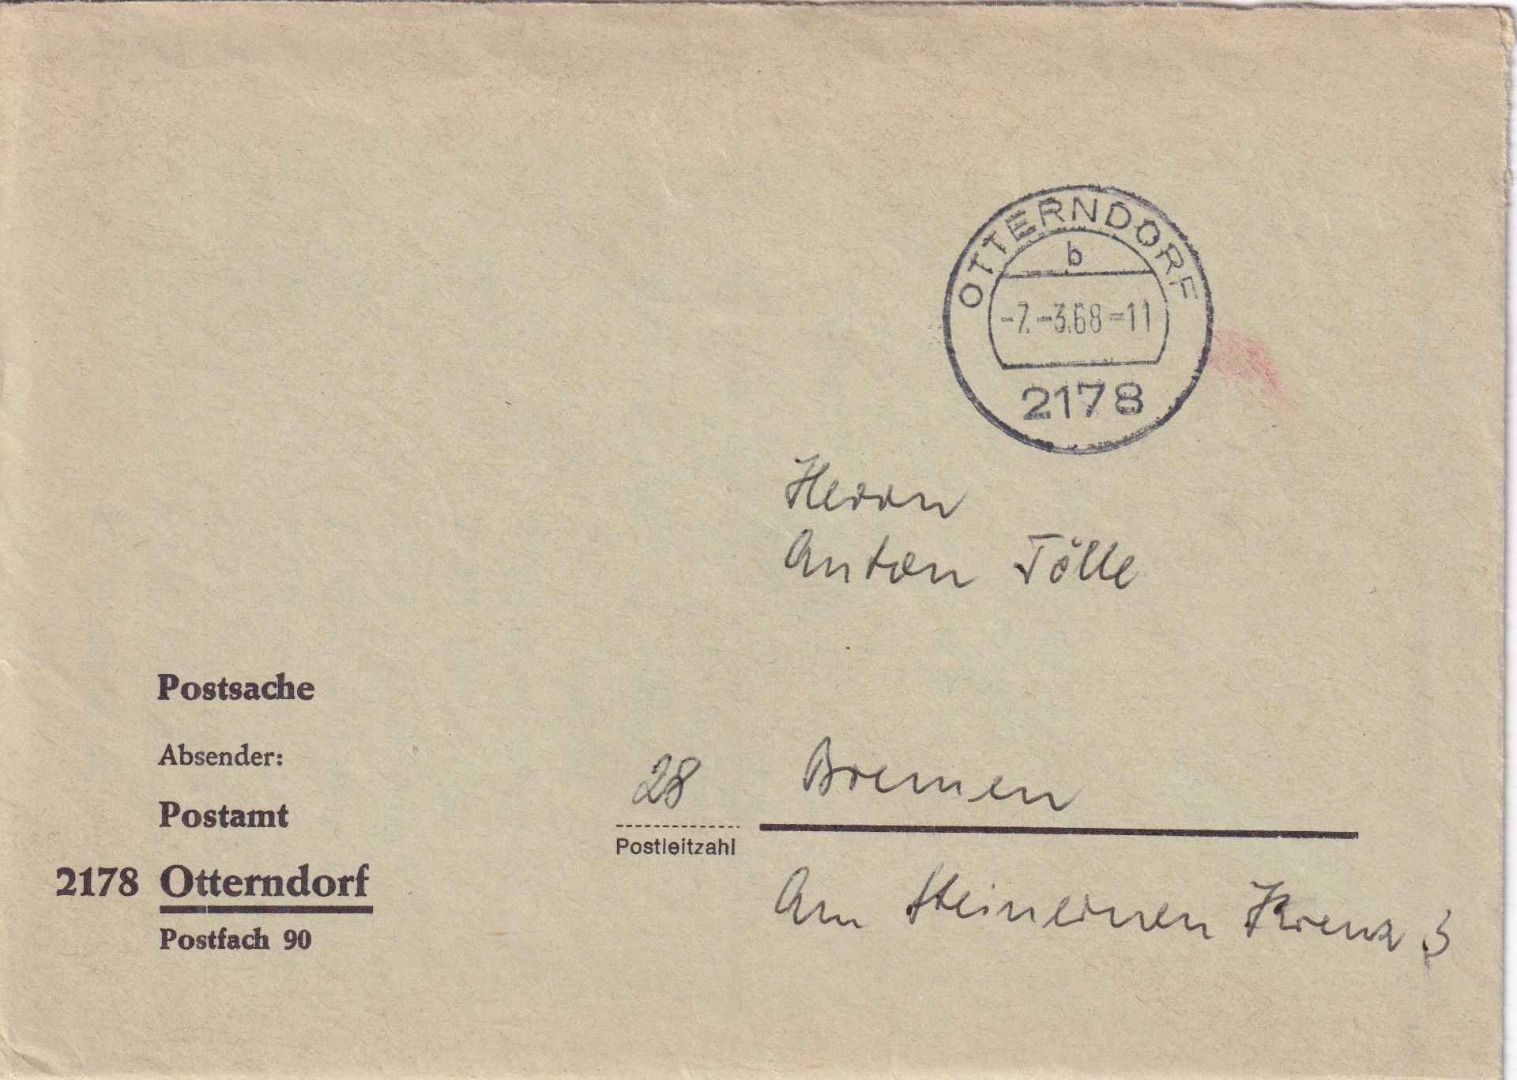 OTTERNDORF
b
-7.-3.68-11
2178
Herrn
Anton Tölle
Postsache
Absender:
Postamt
2178 Otterndorf
Postfach 90
28 Bremen
Postleitzahl
Am Steinernen Kreuz